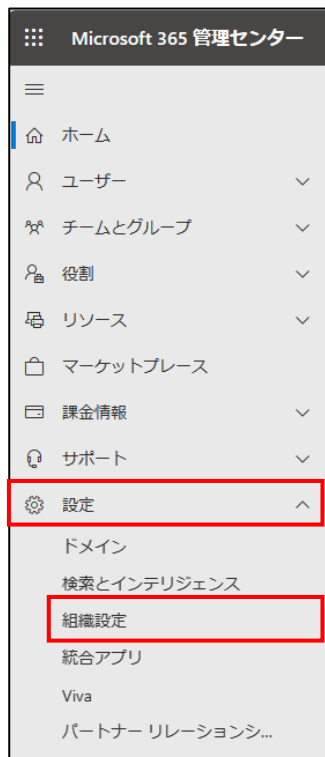 Microsoft 365 管理センター
ホーム
ユーザー
チームとグループ
役割
リソース
マーケットプレース
課金情報
サポート
設定
ドメイン
検索とインテリジェンス
組織設定
統合アプリ
Viva
パートナー リレーションシ...